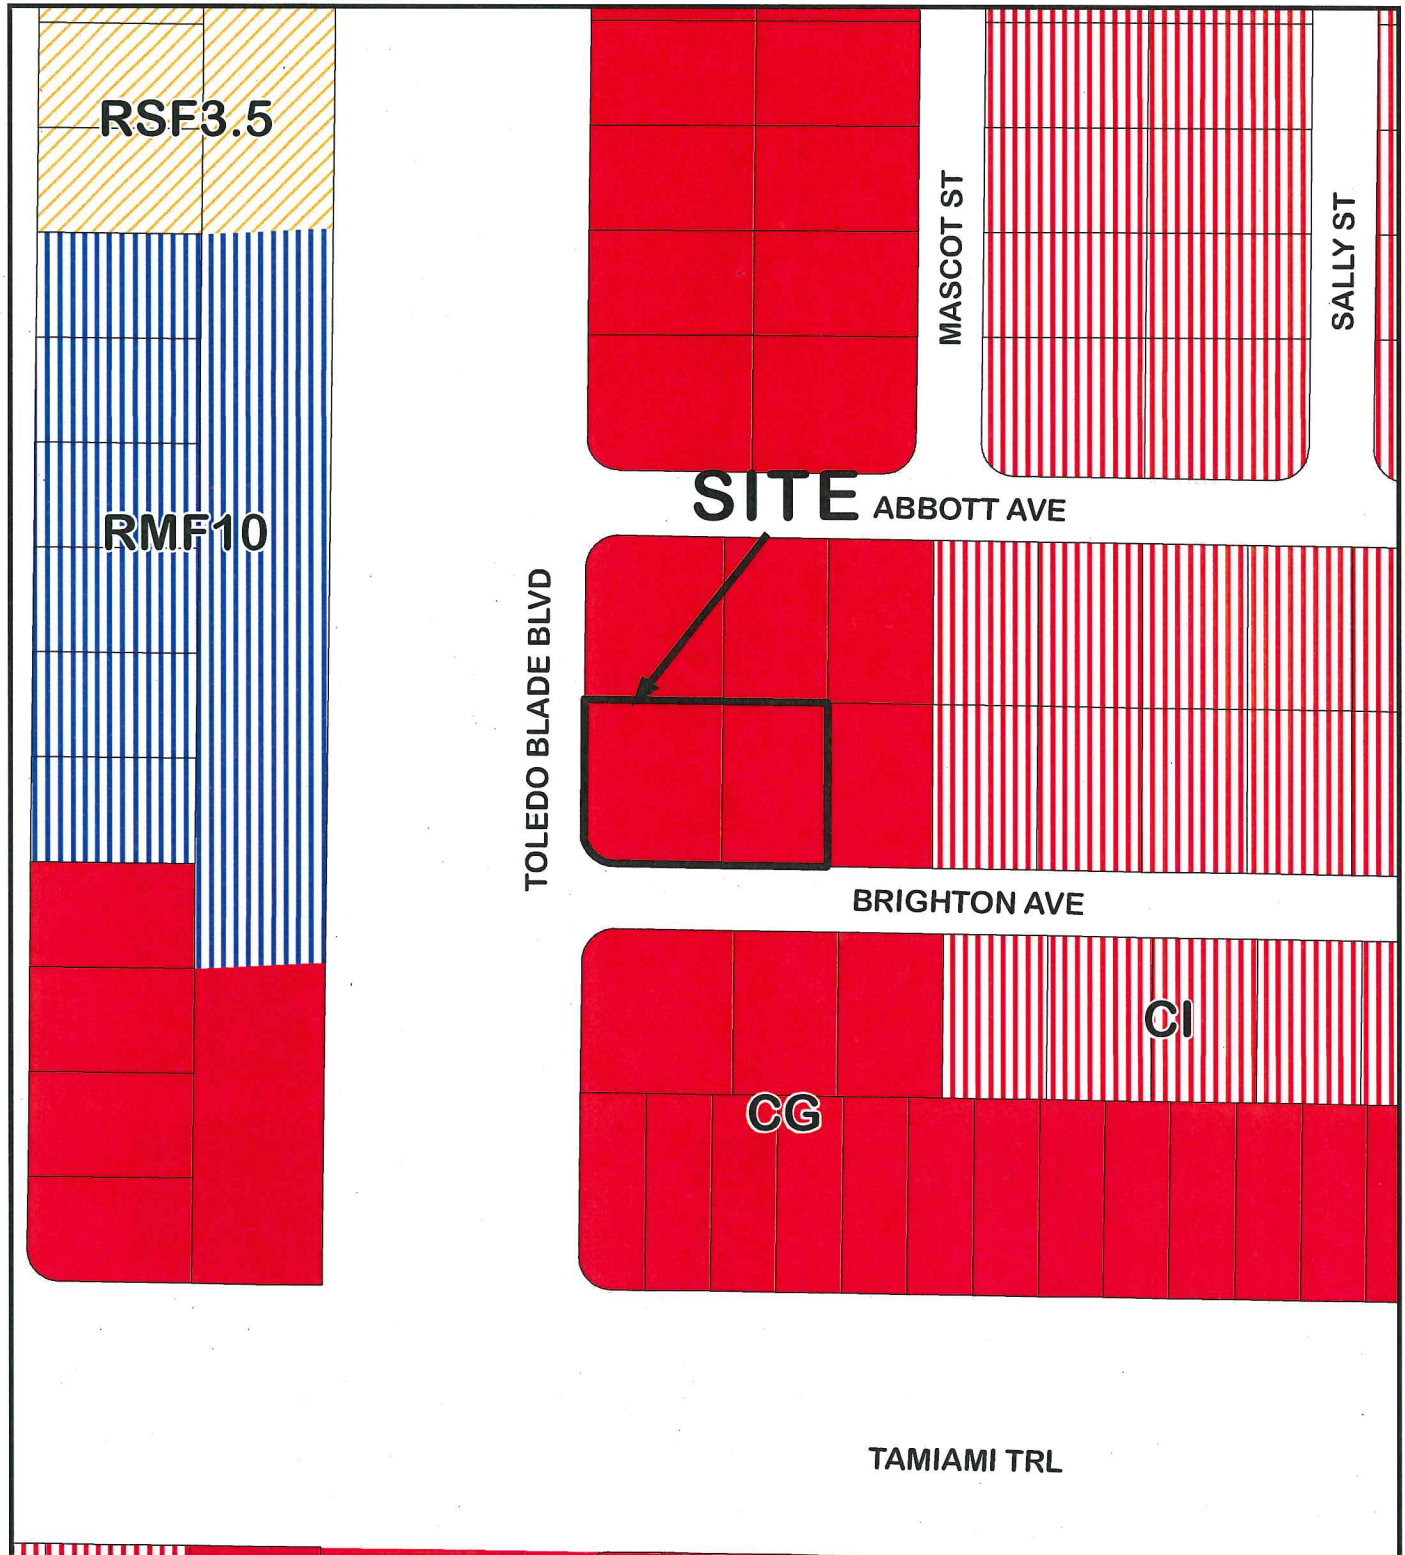 RSF3.5
MASCOT ST
SALLY ST
SITE
ABBOTT AVE
RMF10
TOLEDO BLADE BLVD
BRIGHTON AVE
CI
CG
TAMIAMI TRL